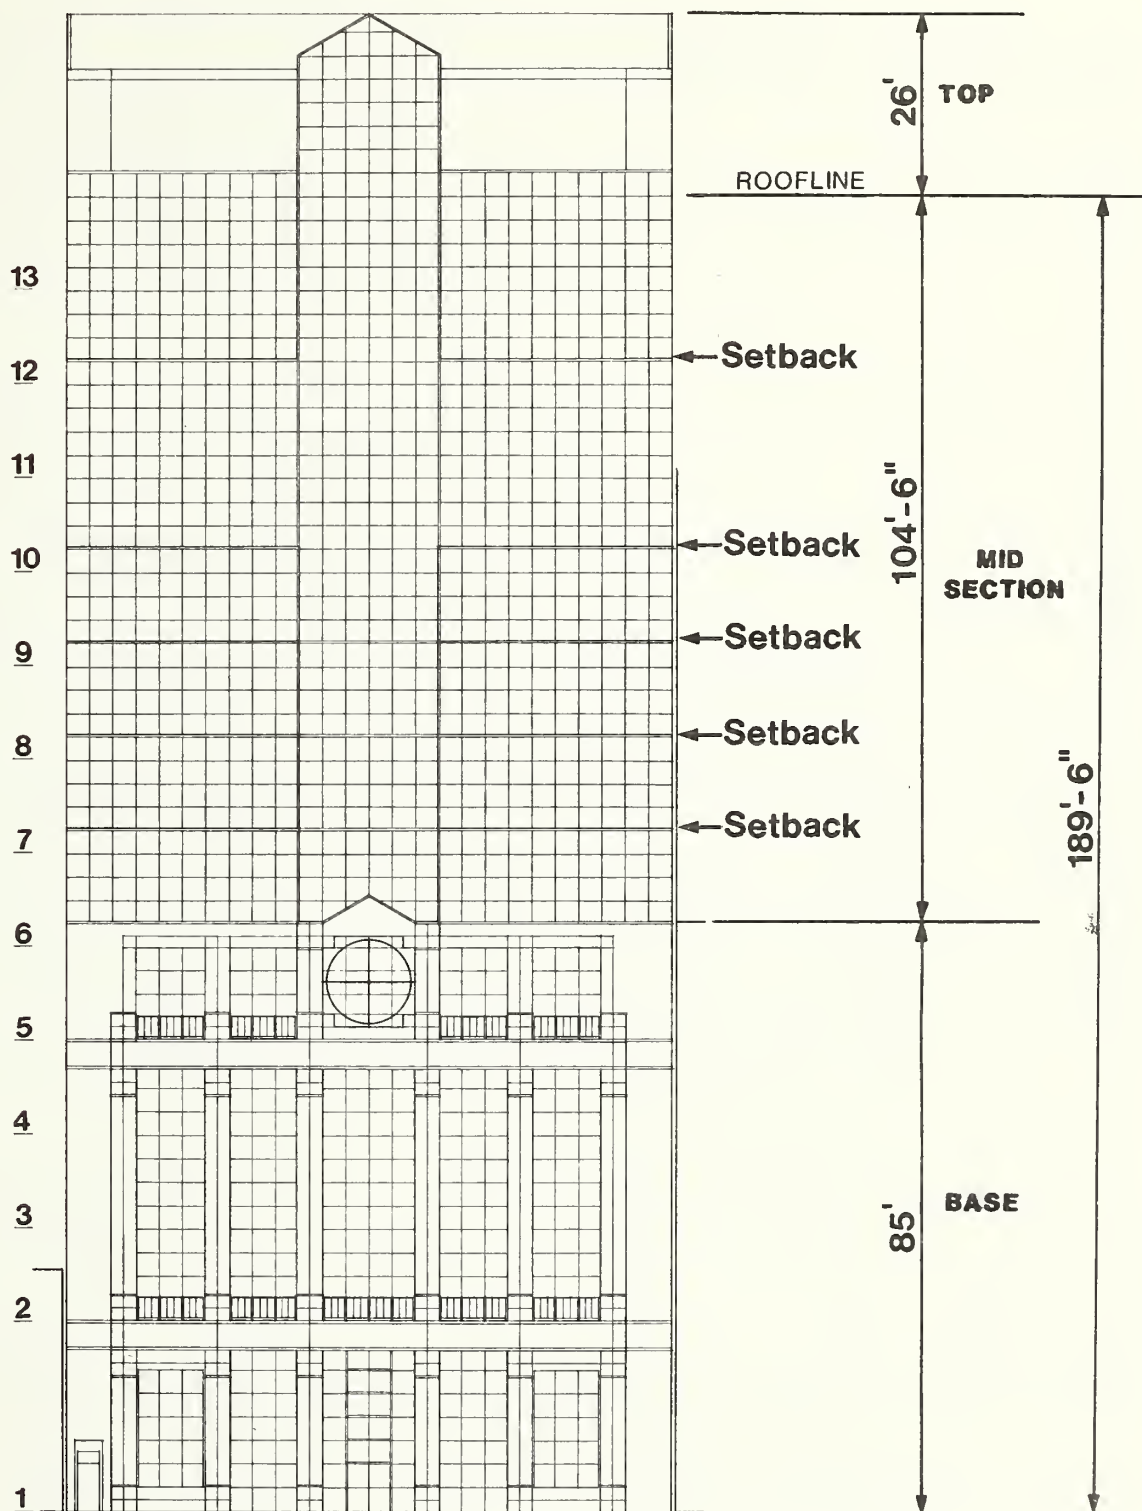 26'
TOP
ROOFLINE
13
Setback
12
11
104'-6"
Setback
10
MID
SECTION
Setback
9
Setback
8
189'-6"
Setback
7
6
5
4
85'
BASE
3
2
1